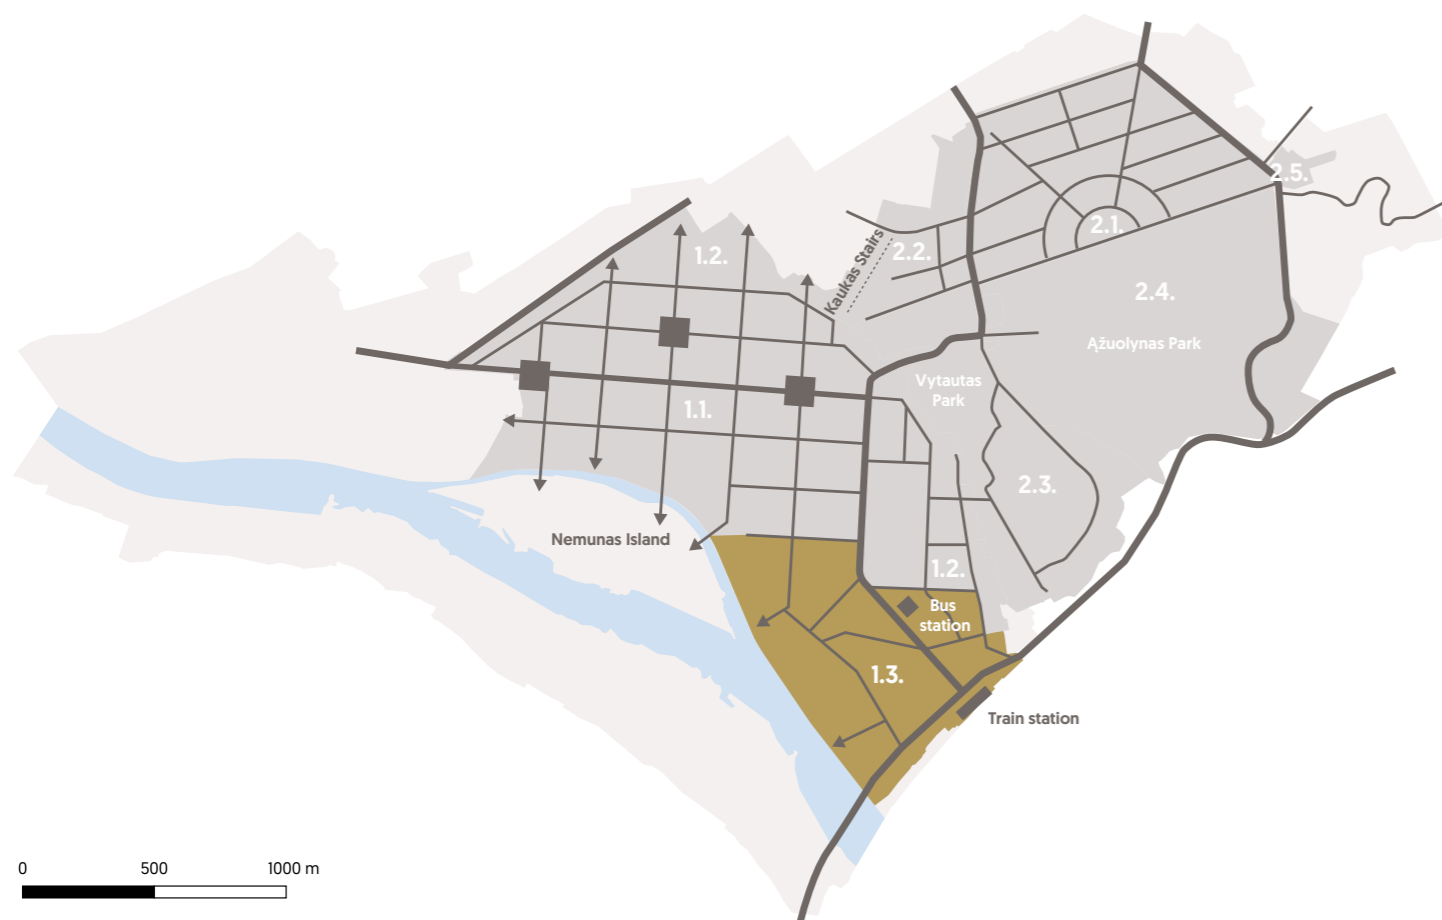 2.5.
2.1.
Kaukas Stairs
2.2.
1.2.
2.4.
Ąžuolynas Park
Vytautas
Park
1.1.
2.3.
Nemunas Island
1.2.
Bus
station
1.3.
Train station
0 500 1000 m